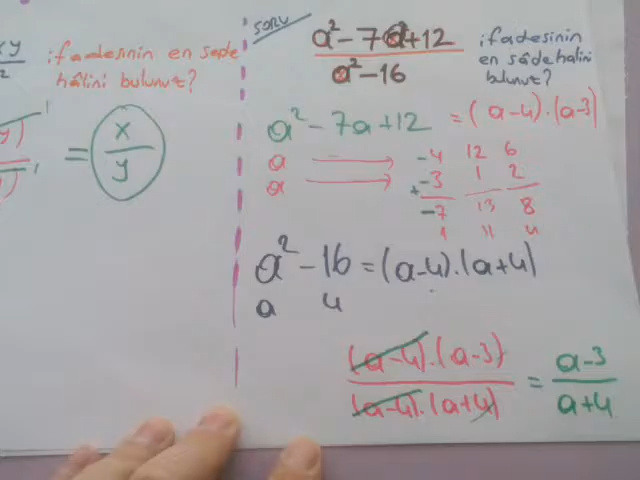 xy
ifadesinin en sade
hâlini bulunuz?
= x/y
SORU
a² - 7a + 12 / a² - 16
ifadesinin
en sâde halini
bulunuz?
a² - 7a + 12 = (a-4).(a-3)
a → -4 12 6
a → + -3 1 2
-7 13 8
1 11 4
a² - 16 = (a-4).(a+4)
a 4
(a-4).(a-3) / (a-4).(a+4) = a-3 / a+4